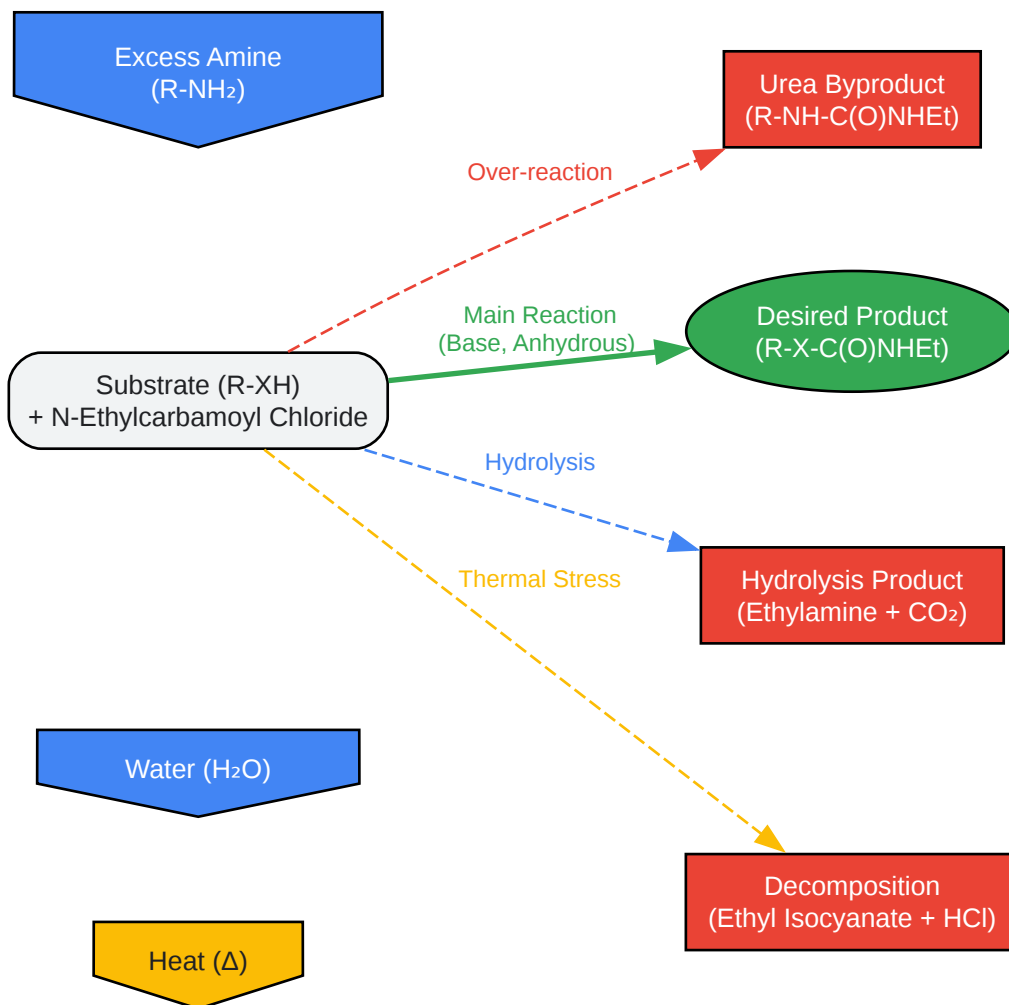 Excess Amine
(R-NH₂)
Urea Byproduct
(R-NH-C(O)NHEt)
Over-reaction
Main Reaction
(Base, Anhydrous)
Desired Product
(R-X-C(O)NHEt)
Substrate (R-XH)
+ N-Ethylcarbamoyl Chloride
Hydrolysis
Thermal Stress
Hydrolysis Product
(Ethylamine + CO₂)
Water (H₂O)
Decomposition
(Ethyl Isocyanate + HCl)
Heat (Δ)